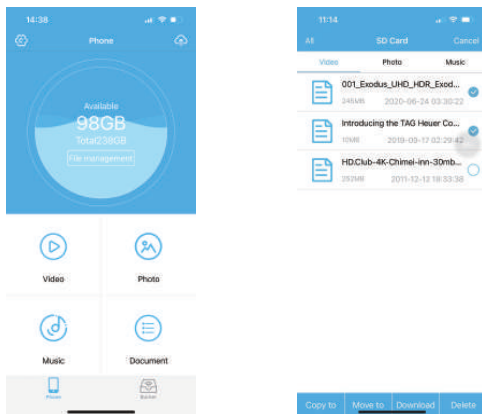 14:38
Phone
Available
98GB
Total238GB
File management
Video
Photo
Music
Document
Phone
11:14
All
SD Card
Cancel
Video
Photo
Music
001_Exodus_UHD_HDR_Exod...
246MB 2020-06-24 03:30:22
Introducing the TAG Heuer Co...
10MB 2019-09-17 02:29:42
HD.Club-4K-Chimei-inn-30mb...
292MB 2011-12-12 19:33:38
Copy to
Move to
Download
Delete